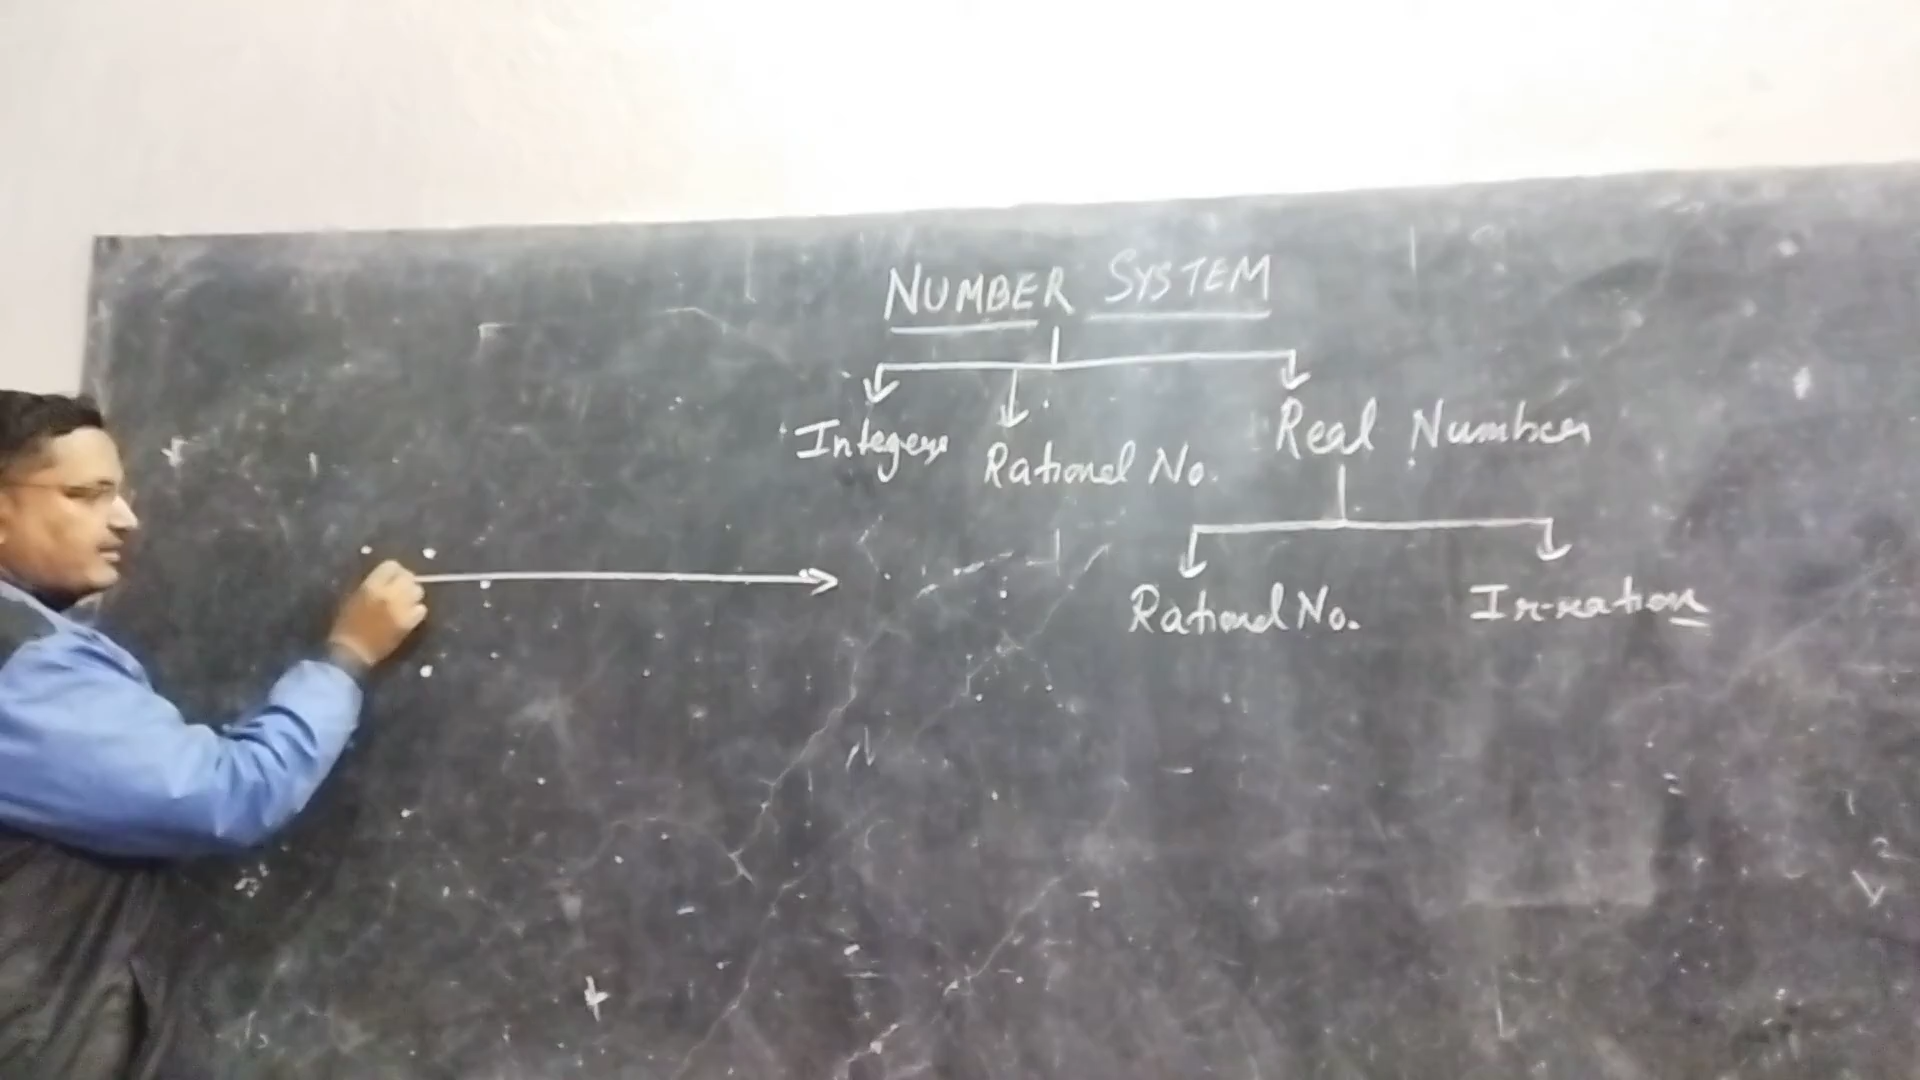 NUMBER SYSTEM
Integers Rational No. Real Number
Rational No. Ir-ration